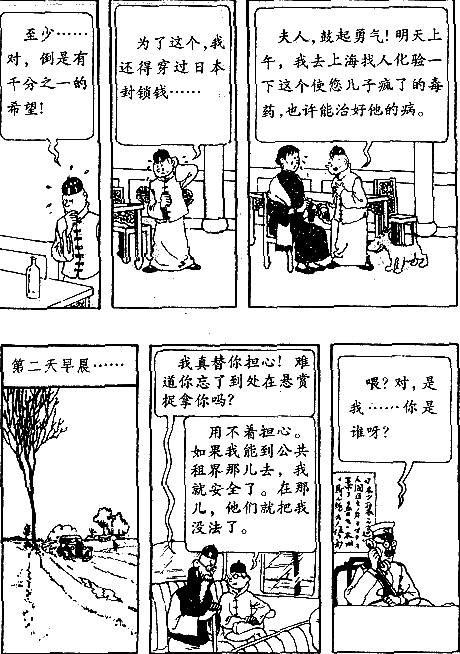 至少……
对，倒是有
千分之一的
希望！
为了这个，我
还得穿过日本
封锁钱……
夫人，鼓起勇气！明天上
午，我去上海找人化验一
下这个使您儿子疯了的毒
药，也许能治好他的病。
第二天早晨……
我真替你担心！难
道你忘了到处在悬赏
捉拿你吗？
用不着担心。
如果我能到公共
租界那儿去，我
就安全了。在那
儿，他们就把我
没法了。
喂？对，是
我……你是
谁呀？